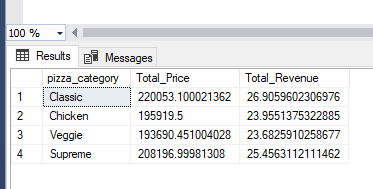 100 %
Results Messages
pizza_category Total_Price Total_Revenue
1 Classic 220053.100021362 26.9059602306976
2 Chicken 195919.5 23.9551375322885
3 Veggie 193690.451004028 23.6825910258677
4 Supreme 208196.99981308 25.4563112111462